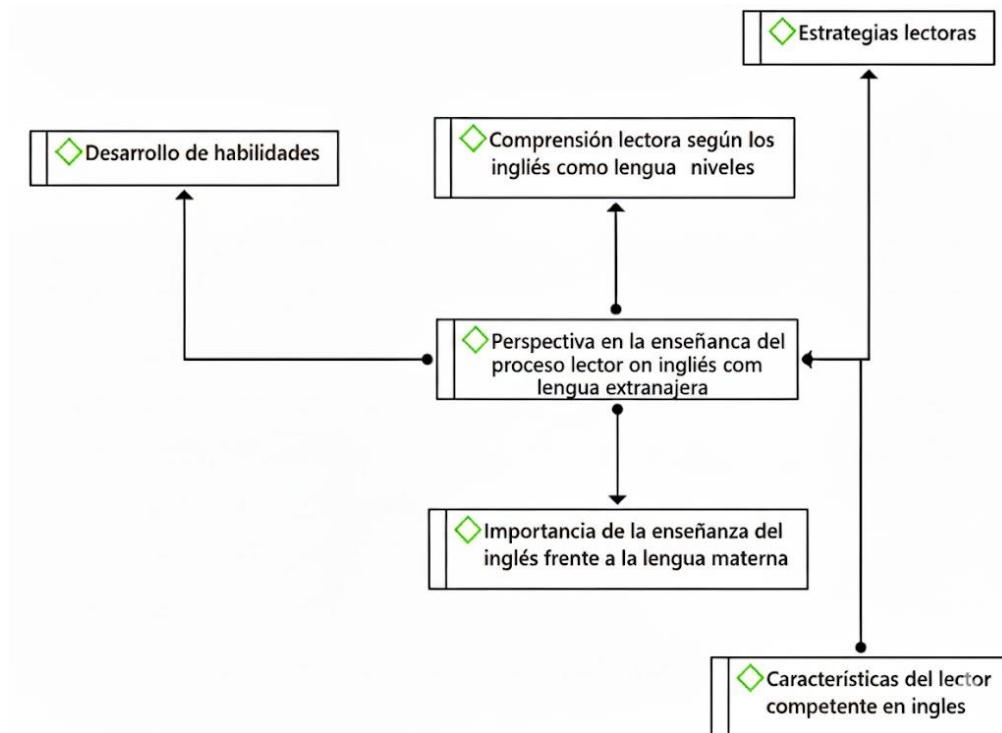 Estrategias lectoras
Desarrollo de habilidades
Comprensión lectora según los
ingliés como lengua niveles
Perspectiva en la enseñanca del
proceso lector on ingliés com
lengua extranajera
Importancia de la enseñanza del
inglés frente a la lengua materna
Características del lector
competente en ingles